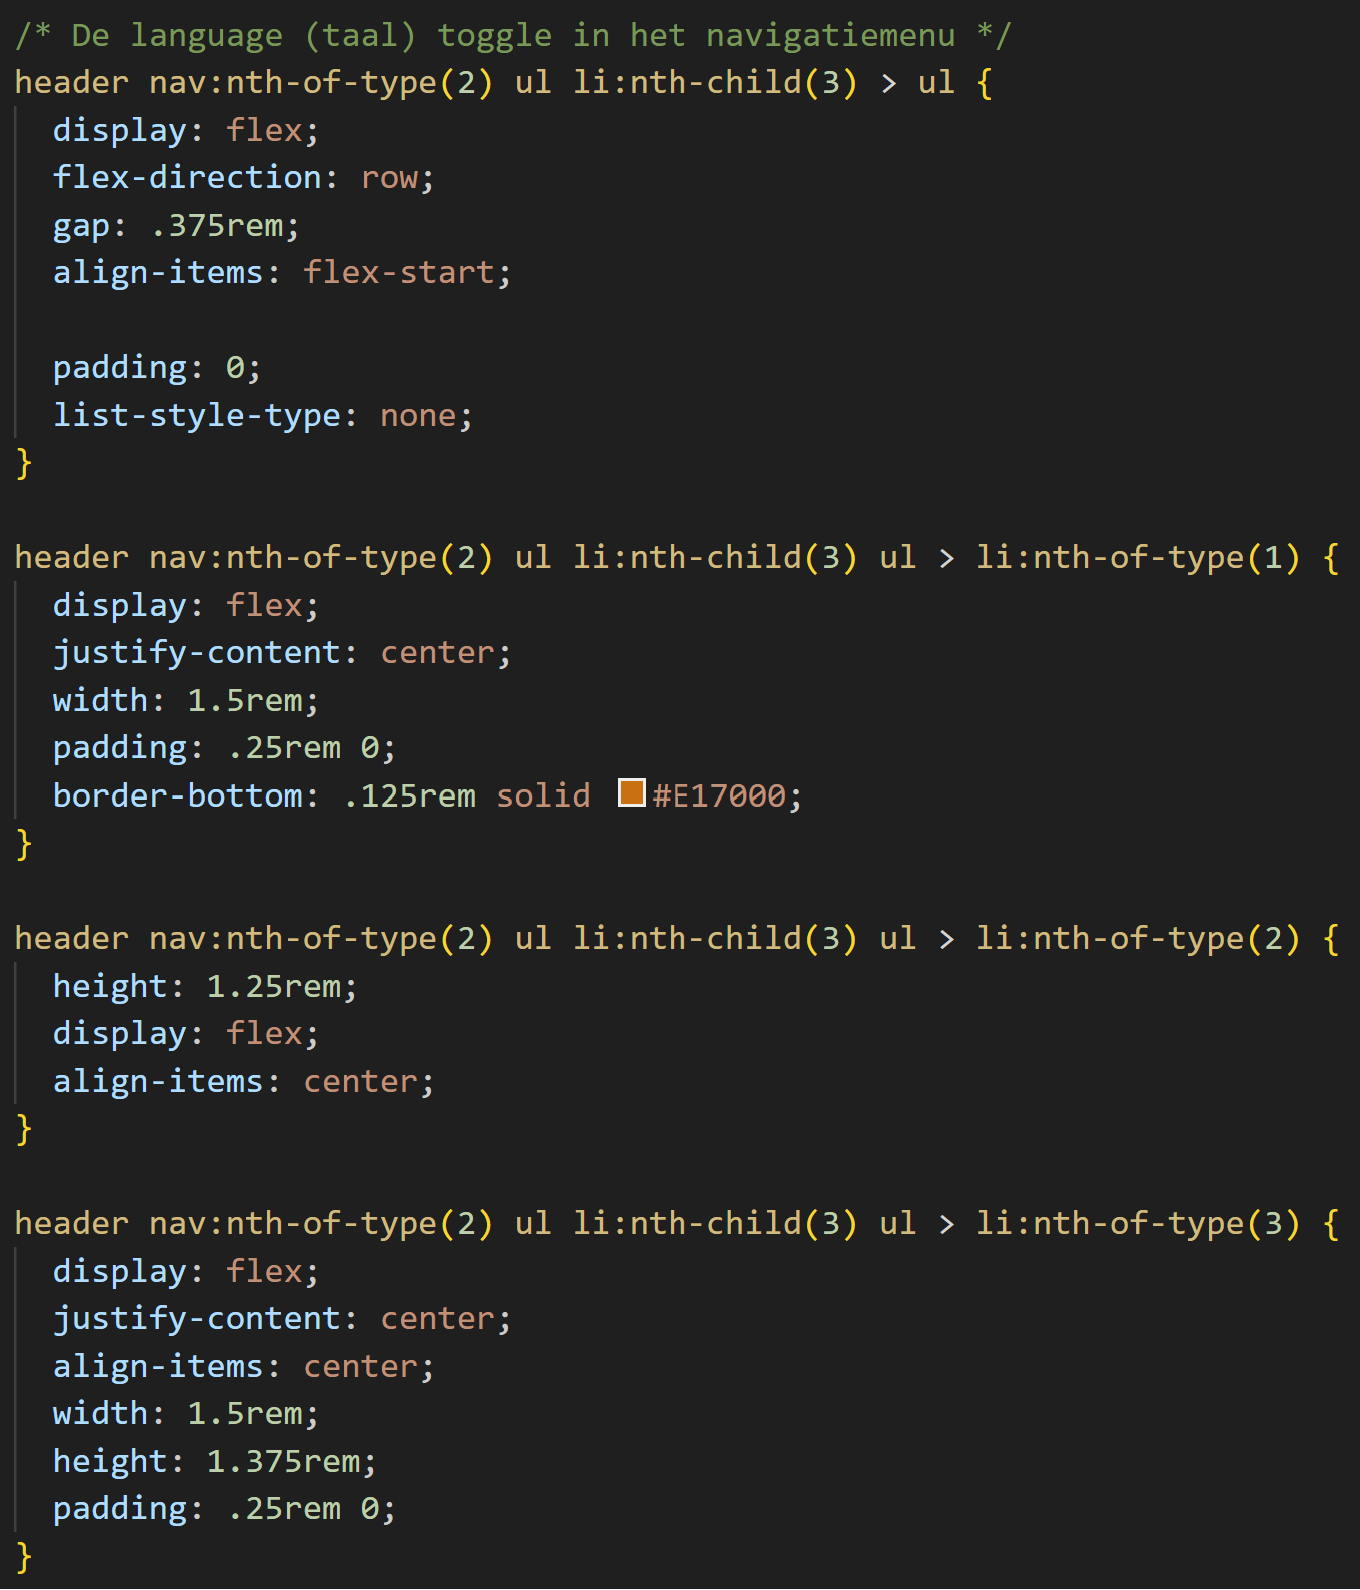 /* De language (taal) toggle in het navigatiemenu */
header nav:nth-of-type(2) ul li:nth-child(3) > ul {
  display: flex;
  flex-direction: row;
  gap: .375rem;
  align-items: flex-start;

  padding: 0;
  list-style-type: none;
}

header nav:nth-of-type(2) ul li:nth-child(3) ul > li:nth-of-type(1) {
  display: flex;
  justify-content: center;
  width: 1.5rem;
  padding: .25rem 0;
  border-bottom: .125rem solid #E17000;
}

header nav:nth-of-type(2) ul li:nth-child(3) ul > li:nth-of-type(2) {
  height: 1.25rem;
  display: flex;
  align-items: center;
}

header nav:nth-of-type(2) ul li:nth-child(3) ul > li:nth-of-type(3) {
  display: flex;
  justify-content: center;
  align-items: center;
  width: 1.5rem;
  height: 1.375rem;
  padding: .25rem 0;
}